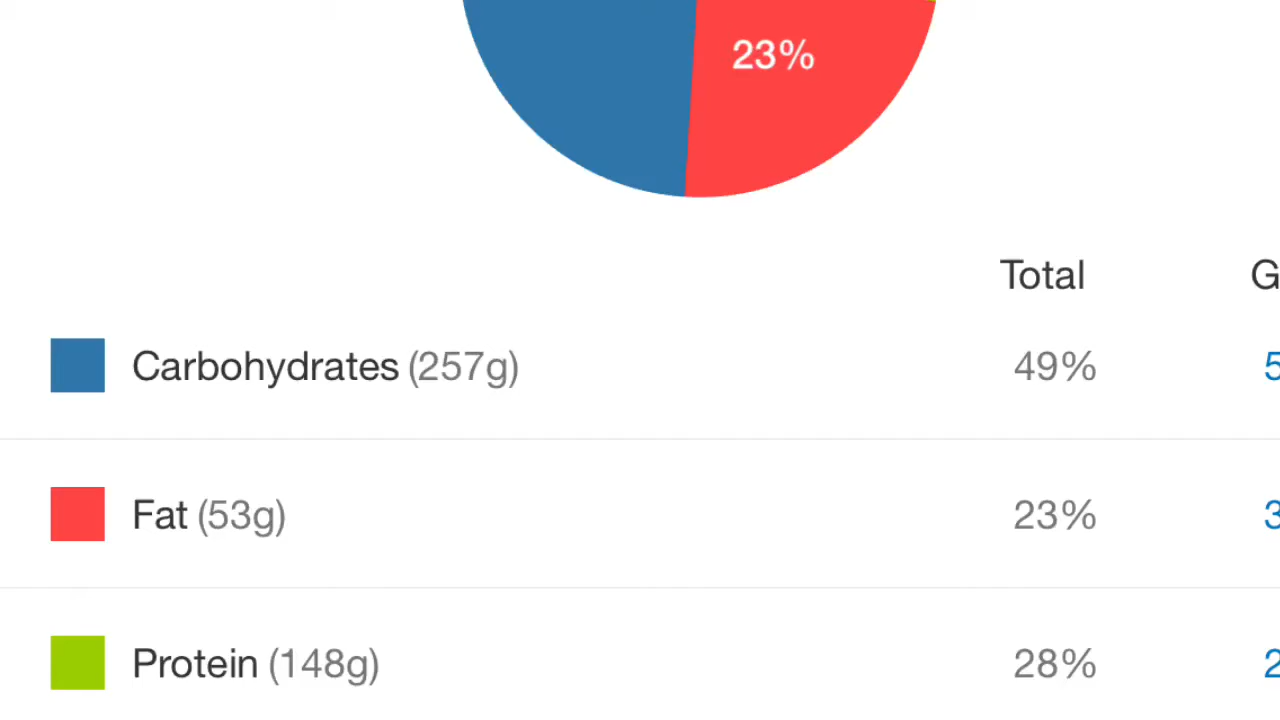 23%
Total
Carbohydrates (257g) 49%
Fat (53g) 23%
Protein (148g) 28%